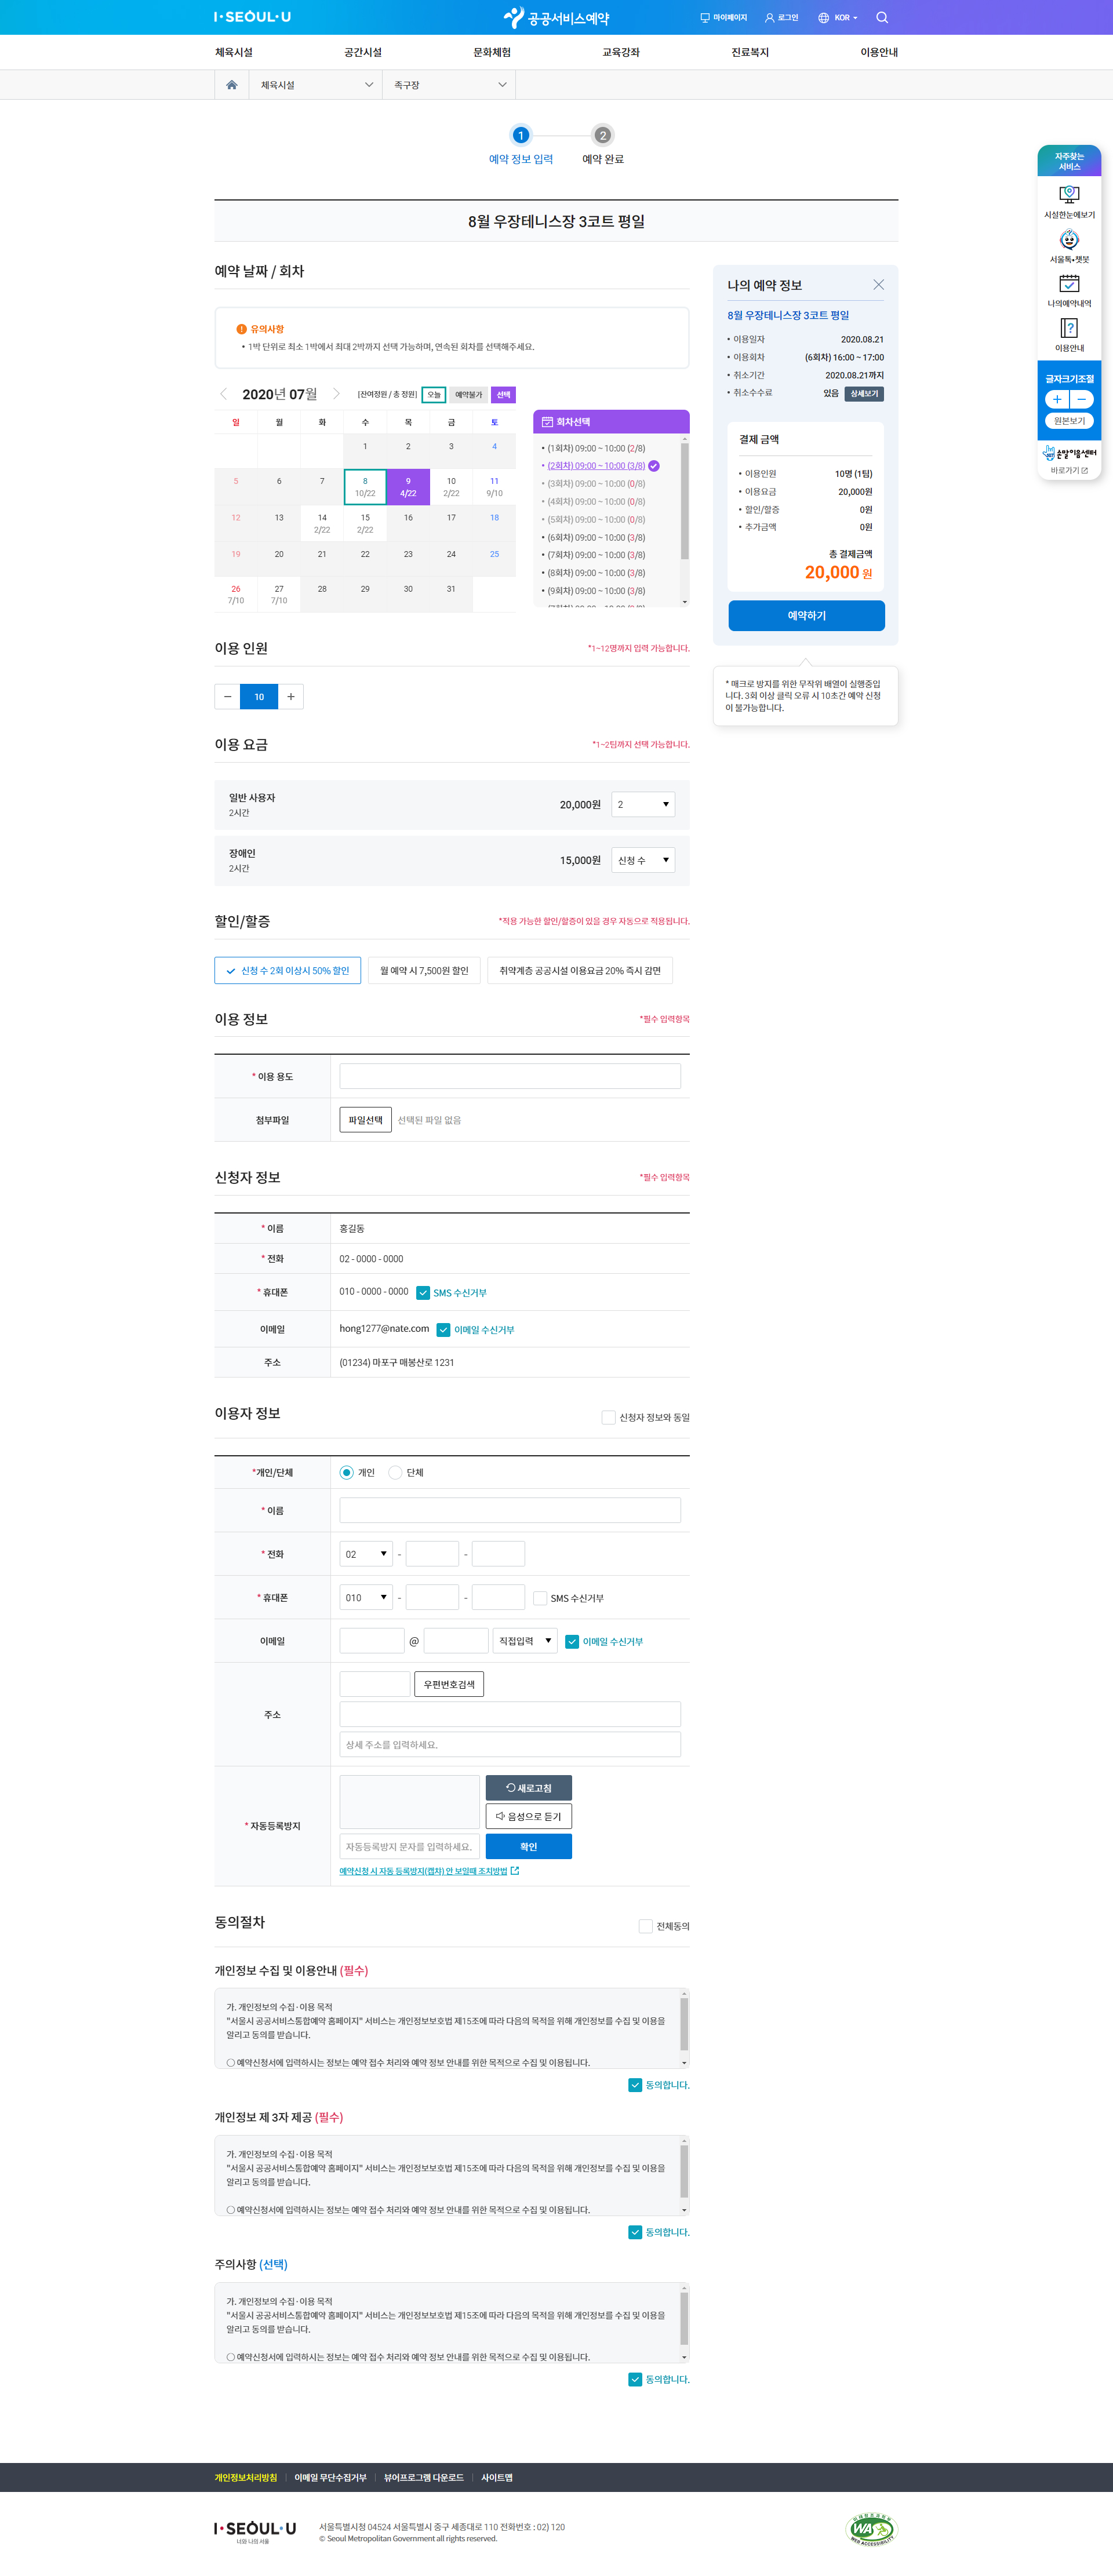 I·SEOUL·U
공공서비스예약
마이페이지 로그인 KOR
체육시설 공간시설 문화체험 교육강좌 진료복지 이용안내
체육시설 족구장
1 2
예약 정보 입력 예약 완료
8월 우장테니스장 3코트 평일
예약 날짜 / 회차
유의사항
• 1박 단위로 최소 1박에서 최대 2박까지 선택 가능하며, 연속된 회차를 선택해주세요.
2020년 07월
[잔여정원 / 총 정원] 오늘 예약불가 선택
일 월 화 수 목 금 토
1 2 3 4
5 6 7 8 9 10 11
10/22 4/22 2/22 9/10
12 13 14 15 16 17 18
2/22 2/22
19 20 21 22 23 24 25
26 27 28 29 30 31
7/10 7/10
회차선택
• (1회차) 09:00 ~ 10:00 (2/8)
• (2회차) 09:00 ~ 10:00 (3/8)
• (3회차) 09:00 ~ 10:00 (0/8)
• (4회차) 09:00 ~ 10:00 (0/8)
• (5회차) 09:00 ~ 10:00 (0/8)
• (6회차) 09:00 ~ 10:00 (3/8)
• (7회차) 09:00 ~ 10:00 (3/8)
• (8회차) 09:00 ~ 10:00 (3/8)
• (9회차) 09:00 ~ 10:00 (3/8)
이용 인원
*1~12명까지 입력 가능합니다.
− 10 +
이용 요금
*1~2팀까지 선택 가능합니다.
일반 사용자
2시간
20,000원 2
장애인
2시간
15,000원 신청 수
할인/할증
*적용 가능한 할인/할증이 있을 경우 자동으로 적용됩니다.
신청 수 2회 이상시 50% 할인
월 예약 시 7,500원 할인
취약계층 공공시설 이용요금 20% 즉시 감면
이용 정보
*필수 입력항목
* 이용 용도
첨부파일 파일선택 선택된 파일 없음
신청자 정보
*필수 입력항목
* 이름 홍길동
* 전화 02 - 0000 - 0000
* 휴대폰 010 - 0000 - 0000 SMS 수신거부
이메일 hong1277@nate.com 이메일 수신거부
주소 (01234) 마포구 매봉산로 1231
이용자 정보
신청자 정보와 동일
*개인/단체 개인 단체
* 이름
* 전화 02 - -
* 휴대폰 010 - - SMS 수신거부
이메일 @ 직접입력 이메일 수신거부
주소 우편번호검색
상세 주소를 입력하세요.
* 자동등록방지
새로고침
음성으로 듣기
자동등록방지 문자를 입력하세요. 확인
예약신청 시 자동 등록방지(캡차) 안 보일때 조치방법
동의절차
전체동의
개인정보 수집 및 이용안내 (필수)
가. 개인정보의 수집·이용 목적
"서울시 공공서비스통합예약 홈페이지" 서비스는 개인정보보호법 제15조에 따라 다음의 목적을 위해 개인정보를 수집 및 이용을
알리고 동의를 받습니다.
○ 예약신청서에 입력하시는 정보는 예약 접수 처리와 예약 정보 안내를 위한 목적으로 수집 및 이용됩니다.
동의합니다.
개인정보 제 3자 제공 (필수)
가. 개인정보의 수집·이용 목적
"서울시 공공서비스통합예약 홈페이지" 서비스는 개인정보보호법 제15조에 따라 다음의 목적을 위해 개인정보를 수집 및 이용을
알리고 동의를 받습니다.
○ 예약신청서에 입력하시는 정보는 예약 접수 처리와 예약 정보 안내를 위한 목적으로 수집 및 이용됩니다.
동의합니다.
주의사항 (선택)
가. 개인정보의 수집·이용 목적
"서울시 공공서비스통합예약 홈페이지" 서비스는 개인정보보호법 제15조에 따라 다음의 목적을 위해 개인정보를 수집 및 이용을
알리고 동의를 받습니다.
○ 예약신청서에 입력하시는 정보는 예약 접수 처리와 예약 정보 안내를 위한 목적으로 수집 및 이용됩니다.
동의합니다.
나의 예약 정보
8월 우장테니스장 3코트 평일
• 이용일자 2020.08.21
• 이용회차 (6회차) 16:00 ~ 17:00
• 취소기간 2020.08.21까지
• 취소수수료 있음 상세보기
결제 금액
• 이용인원 10명 (1팀)
• 이용요금 20,000원
• 할인/할증 0원
• 추가금액 0원
총 결제금액
20,000 원
예약하기
* 매크로 방지를 위한 무작위 배열이 실행중입
니다. 3회 이상 클릭 오류 시 10초간 예약 신청
이 불가능합니다.
자주찾는
서비스
시설한눈에보기
서울톡•챗봇
나의예약내역
이용안내
글자크기조절
+ −
원본보기
손말이음센터
바로가기
개인정보처리방침 이메일 무단수집거부 뷰어프로그램 다운로드 사이트맵
I·SEOUL·U
너와 나의 서울
서울특별시청 04524 서울특별시 중구 세종대로 110 전화번호 : 02) 120
© Seoul Metropolitan Government all rights reserved.
WA
WEB ACCESSIBILITY